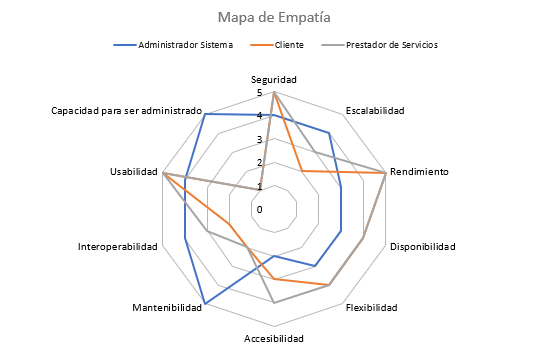 Mapa de Empatía
Administrador Sistema Cliente Prestador de Servicios
Seguridad
5
Capacidad para ser administrado Escalabilidad
4
3
Usabilidad Rendimiento
2
1
0
Interoperabilidad Disponibilidad
Mantenibilidad Flexibilidad
Accesibilidad